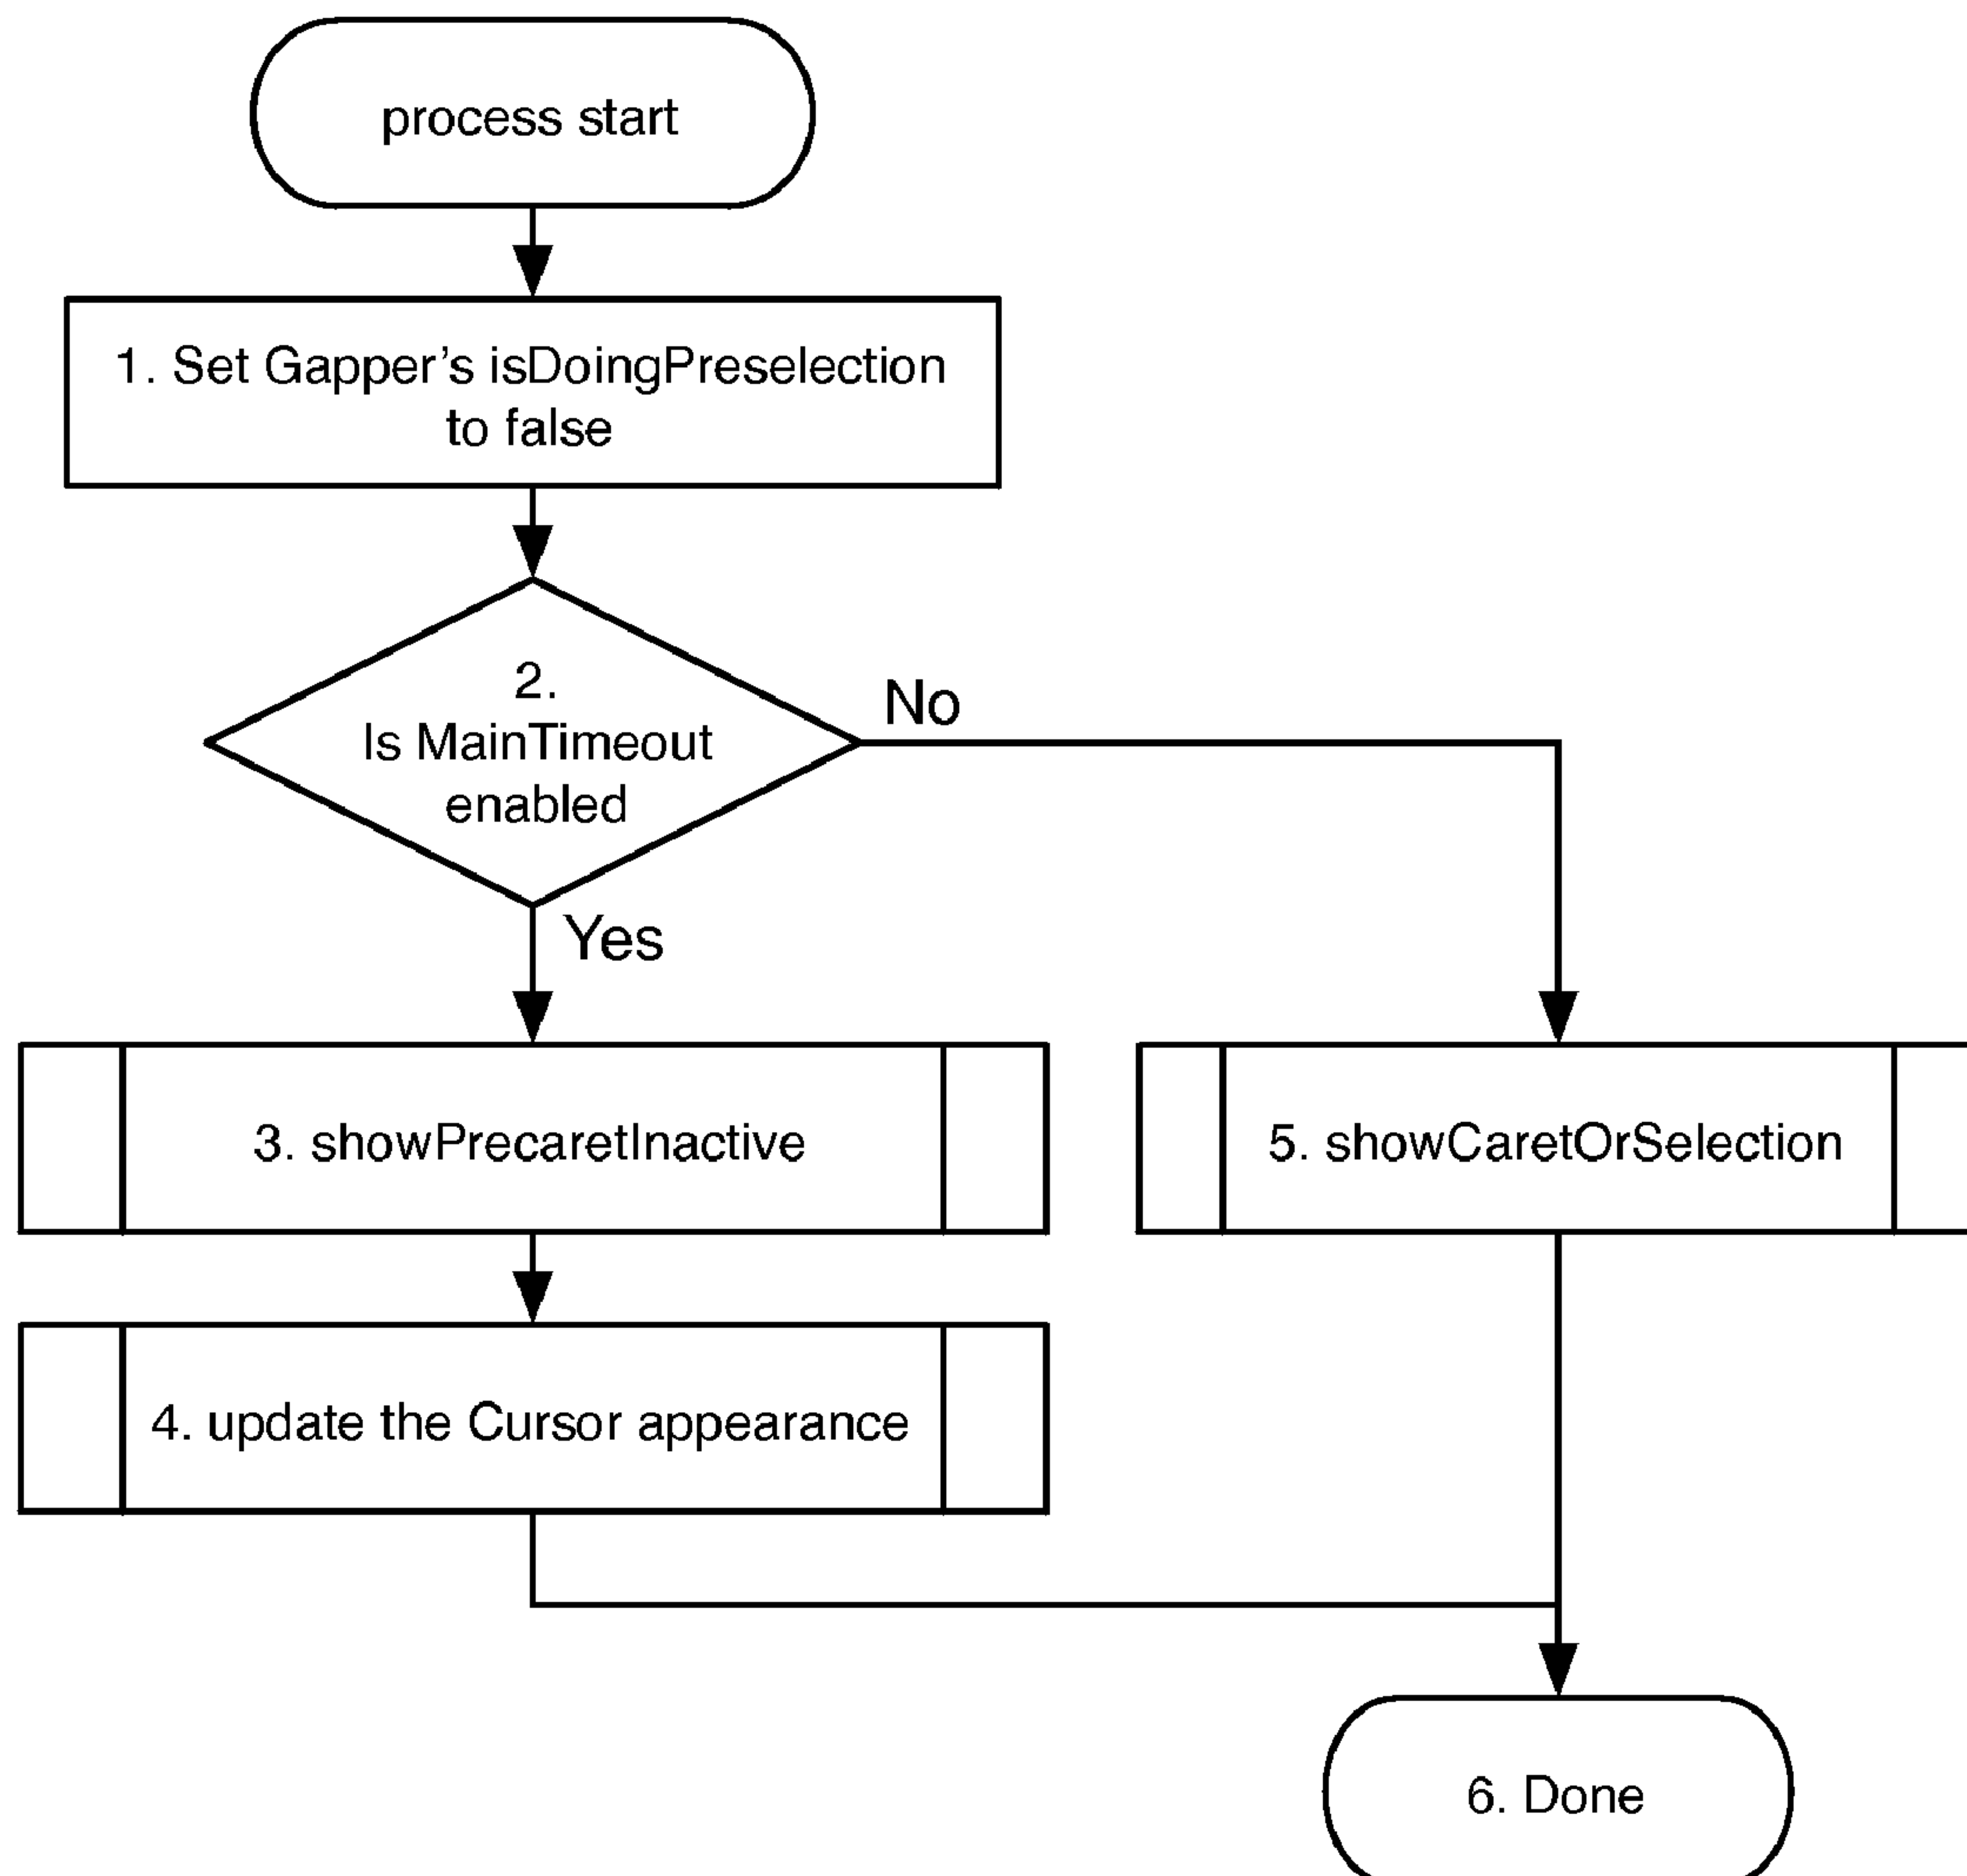 process start
1. Set Gapper’s isDoingPreselection
to false
2.
Is MainTimeout
enabled
No
Yes
3. showPrecaretInactive
5. showCaretOrSelection
4. update the Cursor appearance
6. Done